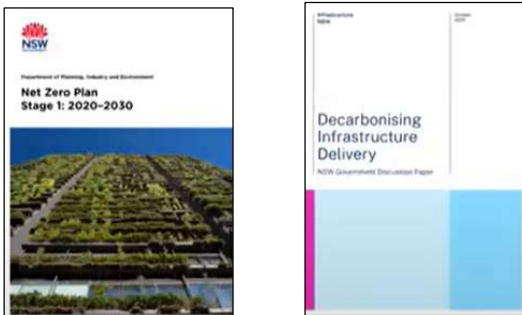 NSW
GOVERNMENT
Department of Planning, Industry and Environment
Net Zero Plan
Stage 1: 2020–2030
Infrastructure
NSW
Decarbonising
Infrastructure
Delivery
NSW Government Discussion Paper